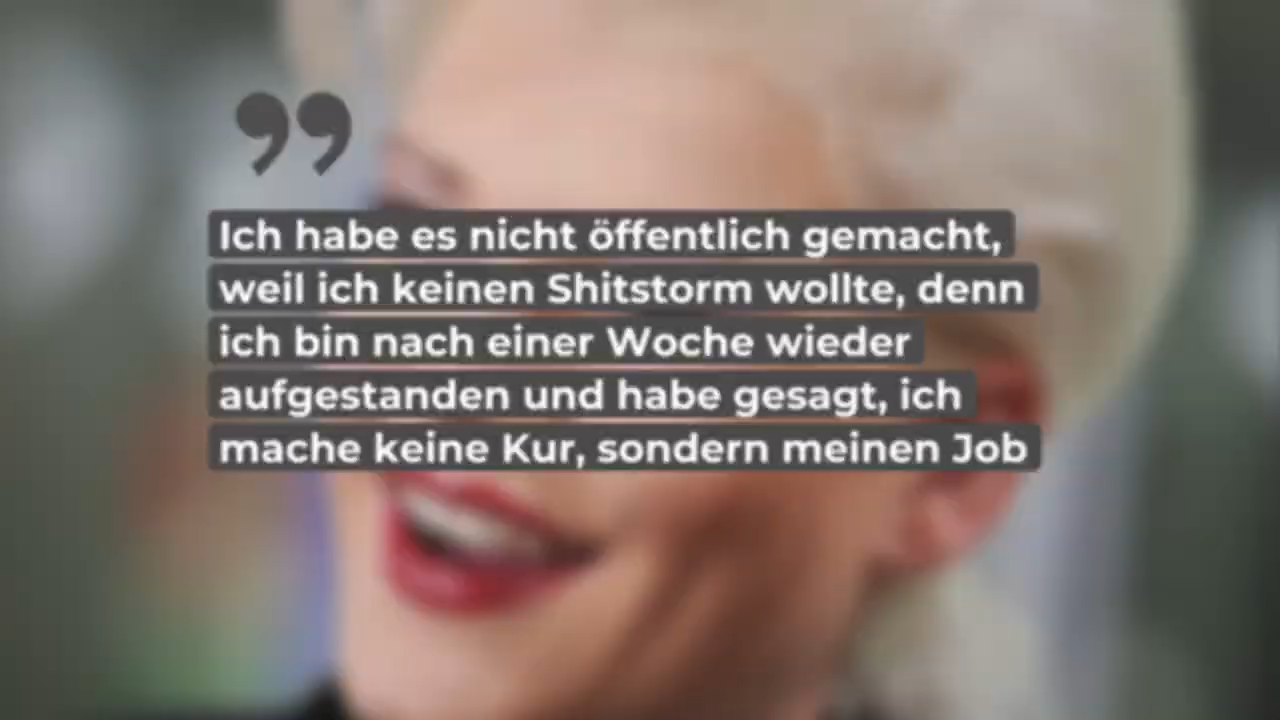 ”
Ich habe es nicht öffentlich gemacht,
weil ich keinen Shitstorm wollte, denn
ich bin nach einer Woche wieder
aufgestanden und habe gesagt, ich
mache keine Kur, sondern meinen Job